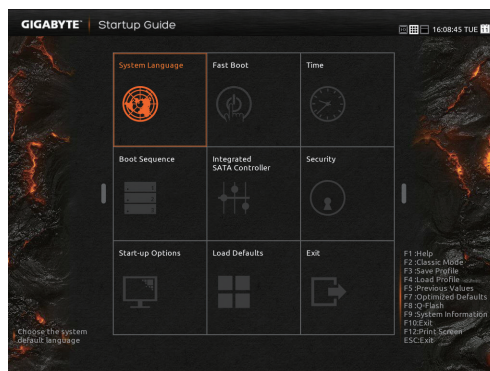 GIGABYTE™ Startup Guide
16:08:45 TUE 11
System Language
Fast Boot
Time
Boot Sequence
Integrated
SATA Controller
Security
Start-up Options
Load Defaults
Exit
F1 :Help
F2 :Classic Mode
F3 :Save Profile
F4 :Load Profile
F5 :Previous Values
F7 :Optimized Defaults
F8 :Q-Flash
F9 :System Information
F10:Exit
F12:Print Screen
ESC:Exit
Choose the system
default language